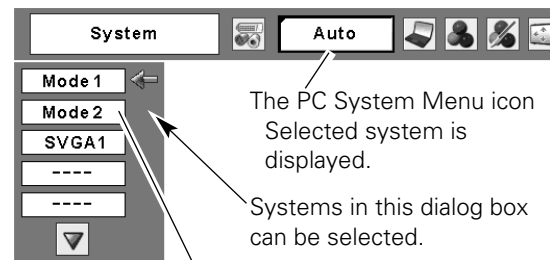 System
Auto
Mode 1
Mode 2
SVGA1
----
----
The PC System Menu icon
Selected system is
displayed.
Systems in this dialog box
can be selected.